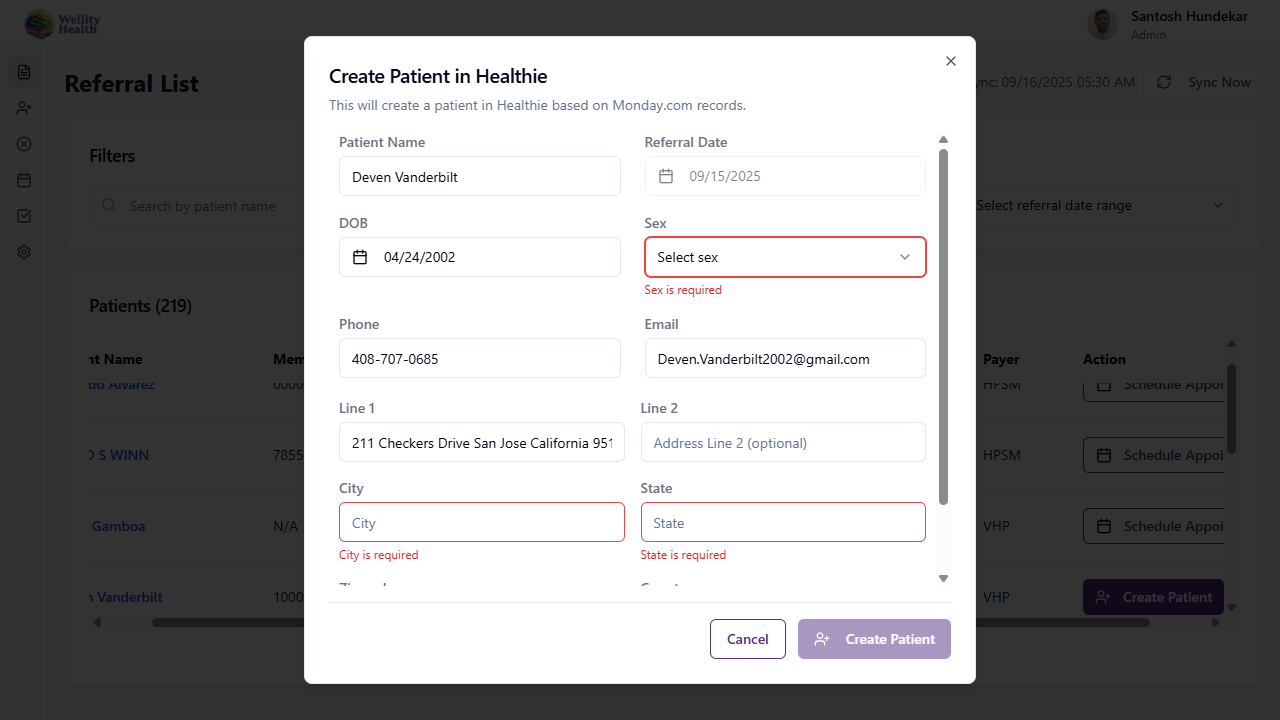 Wellity
Health
Santosh Hundekar
Admin
Referral List
ync: 09/16/2025 05:30 AM
Sync Now
Filters
Search by patient name
Select referral date range
Patients (219)
nt Name
Mem
Payer
Action
do Alvarez
0000
HPSM
Schedule Appoi
D S WINN
7855
HPSM
Schedule Appoi
Gamboa
N/A
VHP
Schedule Appoi
n Vanderbilt
1000
VHP
Create Patient
Create Patient in Healthie
This will create a patient in Healthie based on Monday.com records.
Patient Name
Referral Date
Deven Vanderbilt
09/15/2025
DOB
Sex
04/24/2002
Select sex
Sex is required
Phone
Email
408-707-0685
Deven.Vanderbilt2002@gmail.com
Line 1
Line 2
211 Checkers Drive San Jose California 951
Address Line 2 (optional)
City
State
City
State
City is required
State is required
Cancel
Create Patient